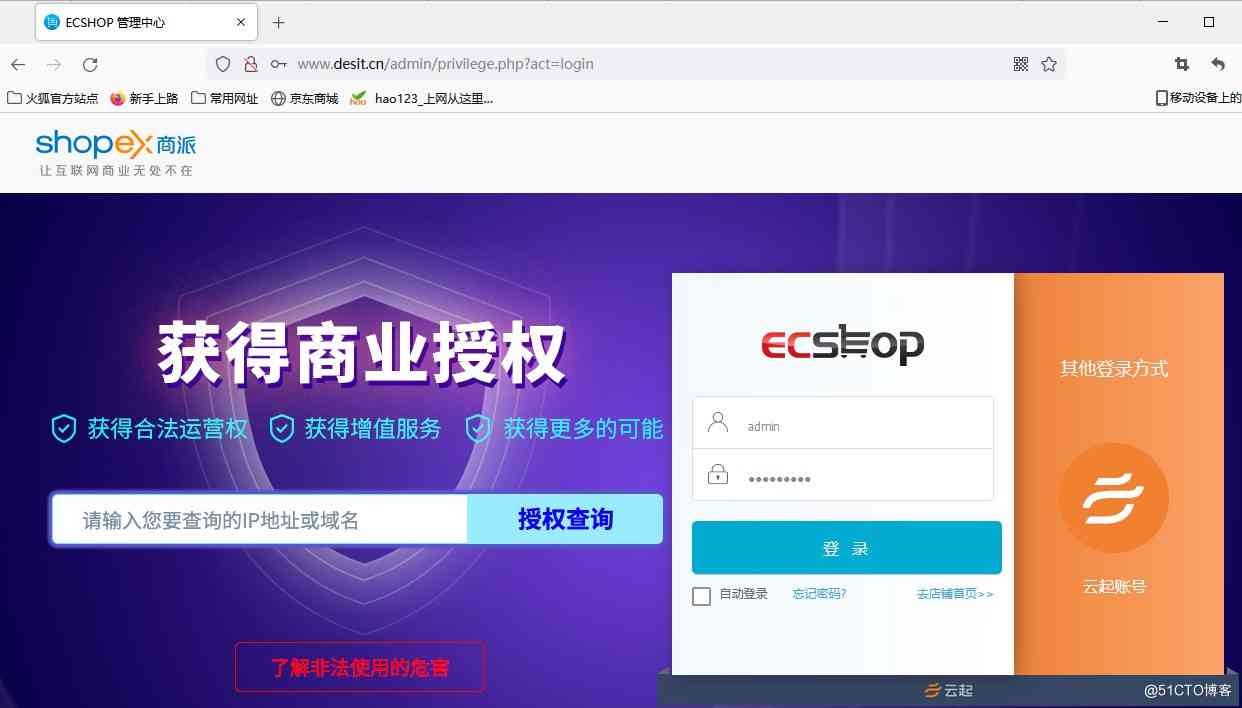 ECSHOP 管理中心
www.desit.cn/admin/privilege.php?act=login
火狐官方站点 新手上路 常用网址 京东商城 hao123_上网从这里... 移动设备上的
shopex商派
让互联网商业无处不在
获得商业授权
获得合法运营权 获得增值服务 获得更多的可能
请输入您要查询的IP地址或域名 授权查询
了解非法使用的危害
ECSHOP
admin
•••••••••
登 录
自动登录 忘记密码? 去店铺首页>>
其他登录方式
云起账号
云起
@51CTO博客